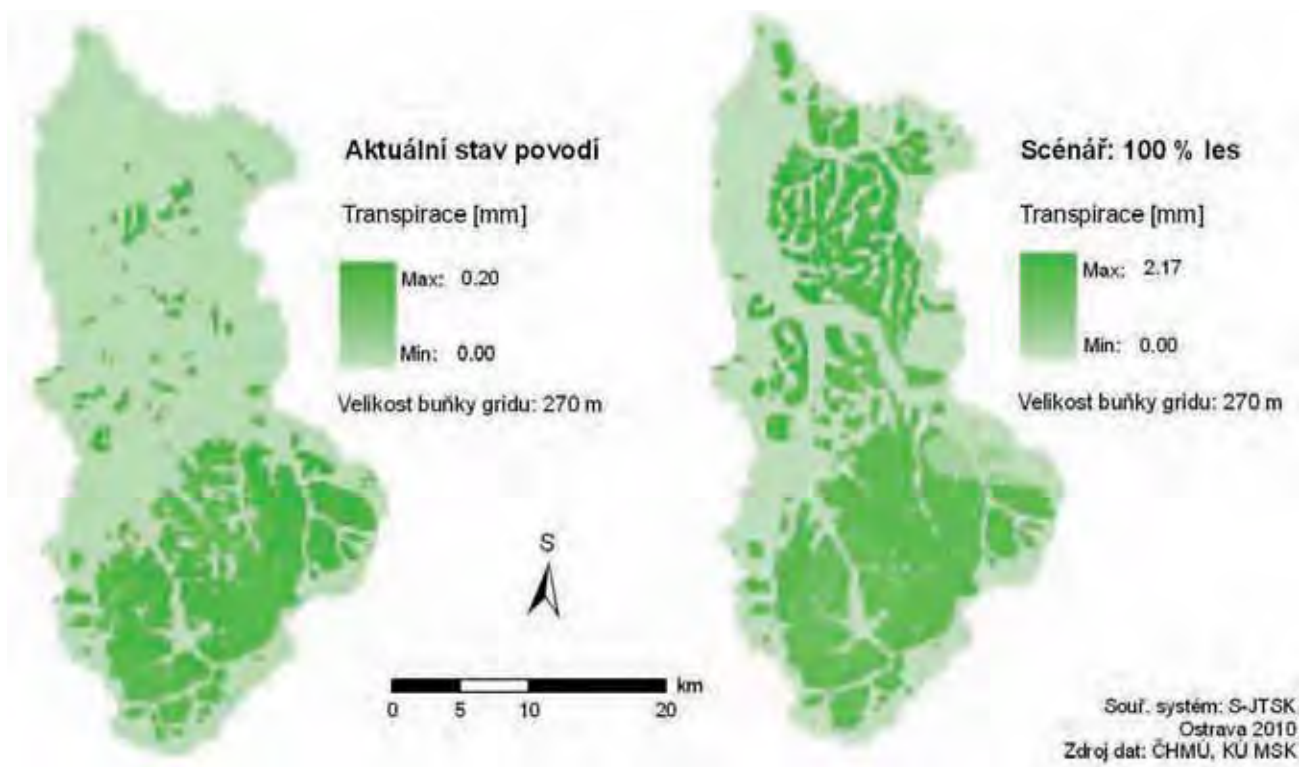 Aktuální stav povodí
Transpirace [mm]
Max: 0.20
Min: 0.00
Velikost buňky gridu: 270 m
Scénář: 100 % les
Transpirace [mm]
Max: 2.17
Min: 0.00
Velikost buňky gridu: 270 m
S
km
0 5 10 20
Souř. systém: S-JTSK
Ostrava 2010
Zdroj dat: ČHMÚ, KÚ MSK